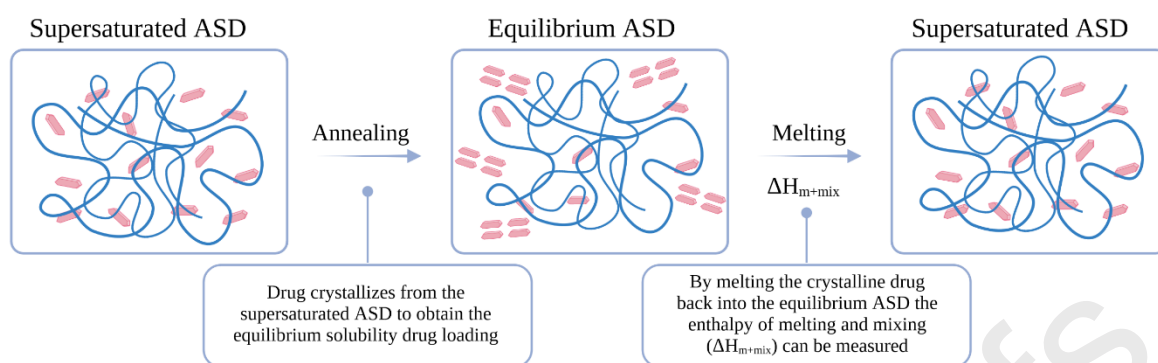 Supersaturated ASD
Equilibrium ASD
Supersaturated ASD
Annealing
Melting
ΔHm+mix
Drug crystallizes from the
supersaturated ASD to obtain the
equilibrium solubility drug loading
By melting the crystalline drug
back into the equilibrium ASD the
enthalpy of melting and mixing
(ΔHm+mix) can be measured